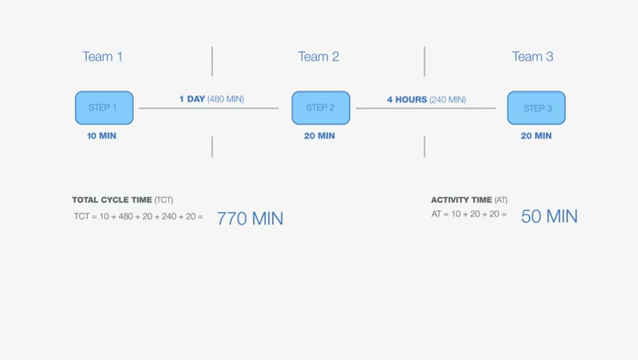 Team 1
Team 2
Team 3
1 DAY (480 MIN)
4 HOURS (240 MIN)
STEP 1
STEP 2
STEP 3
10 MIN
20 MIN
20 MIN
TOTAL CYCLE TIME (TCT)
TCT = 10 + 480 + 20 + 240 + 20 = 770 MIN
ACTIVITY TIME (AT)
AT = 10 + 20 + 20 = 50 MIN